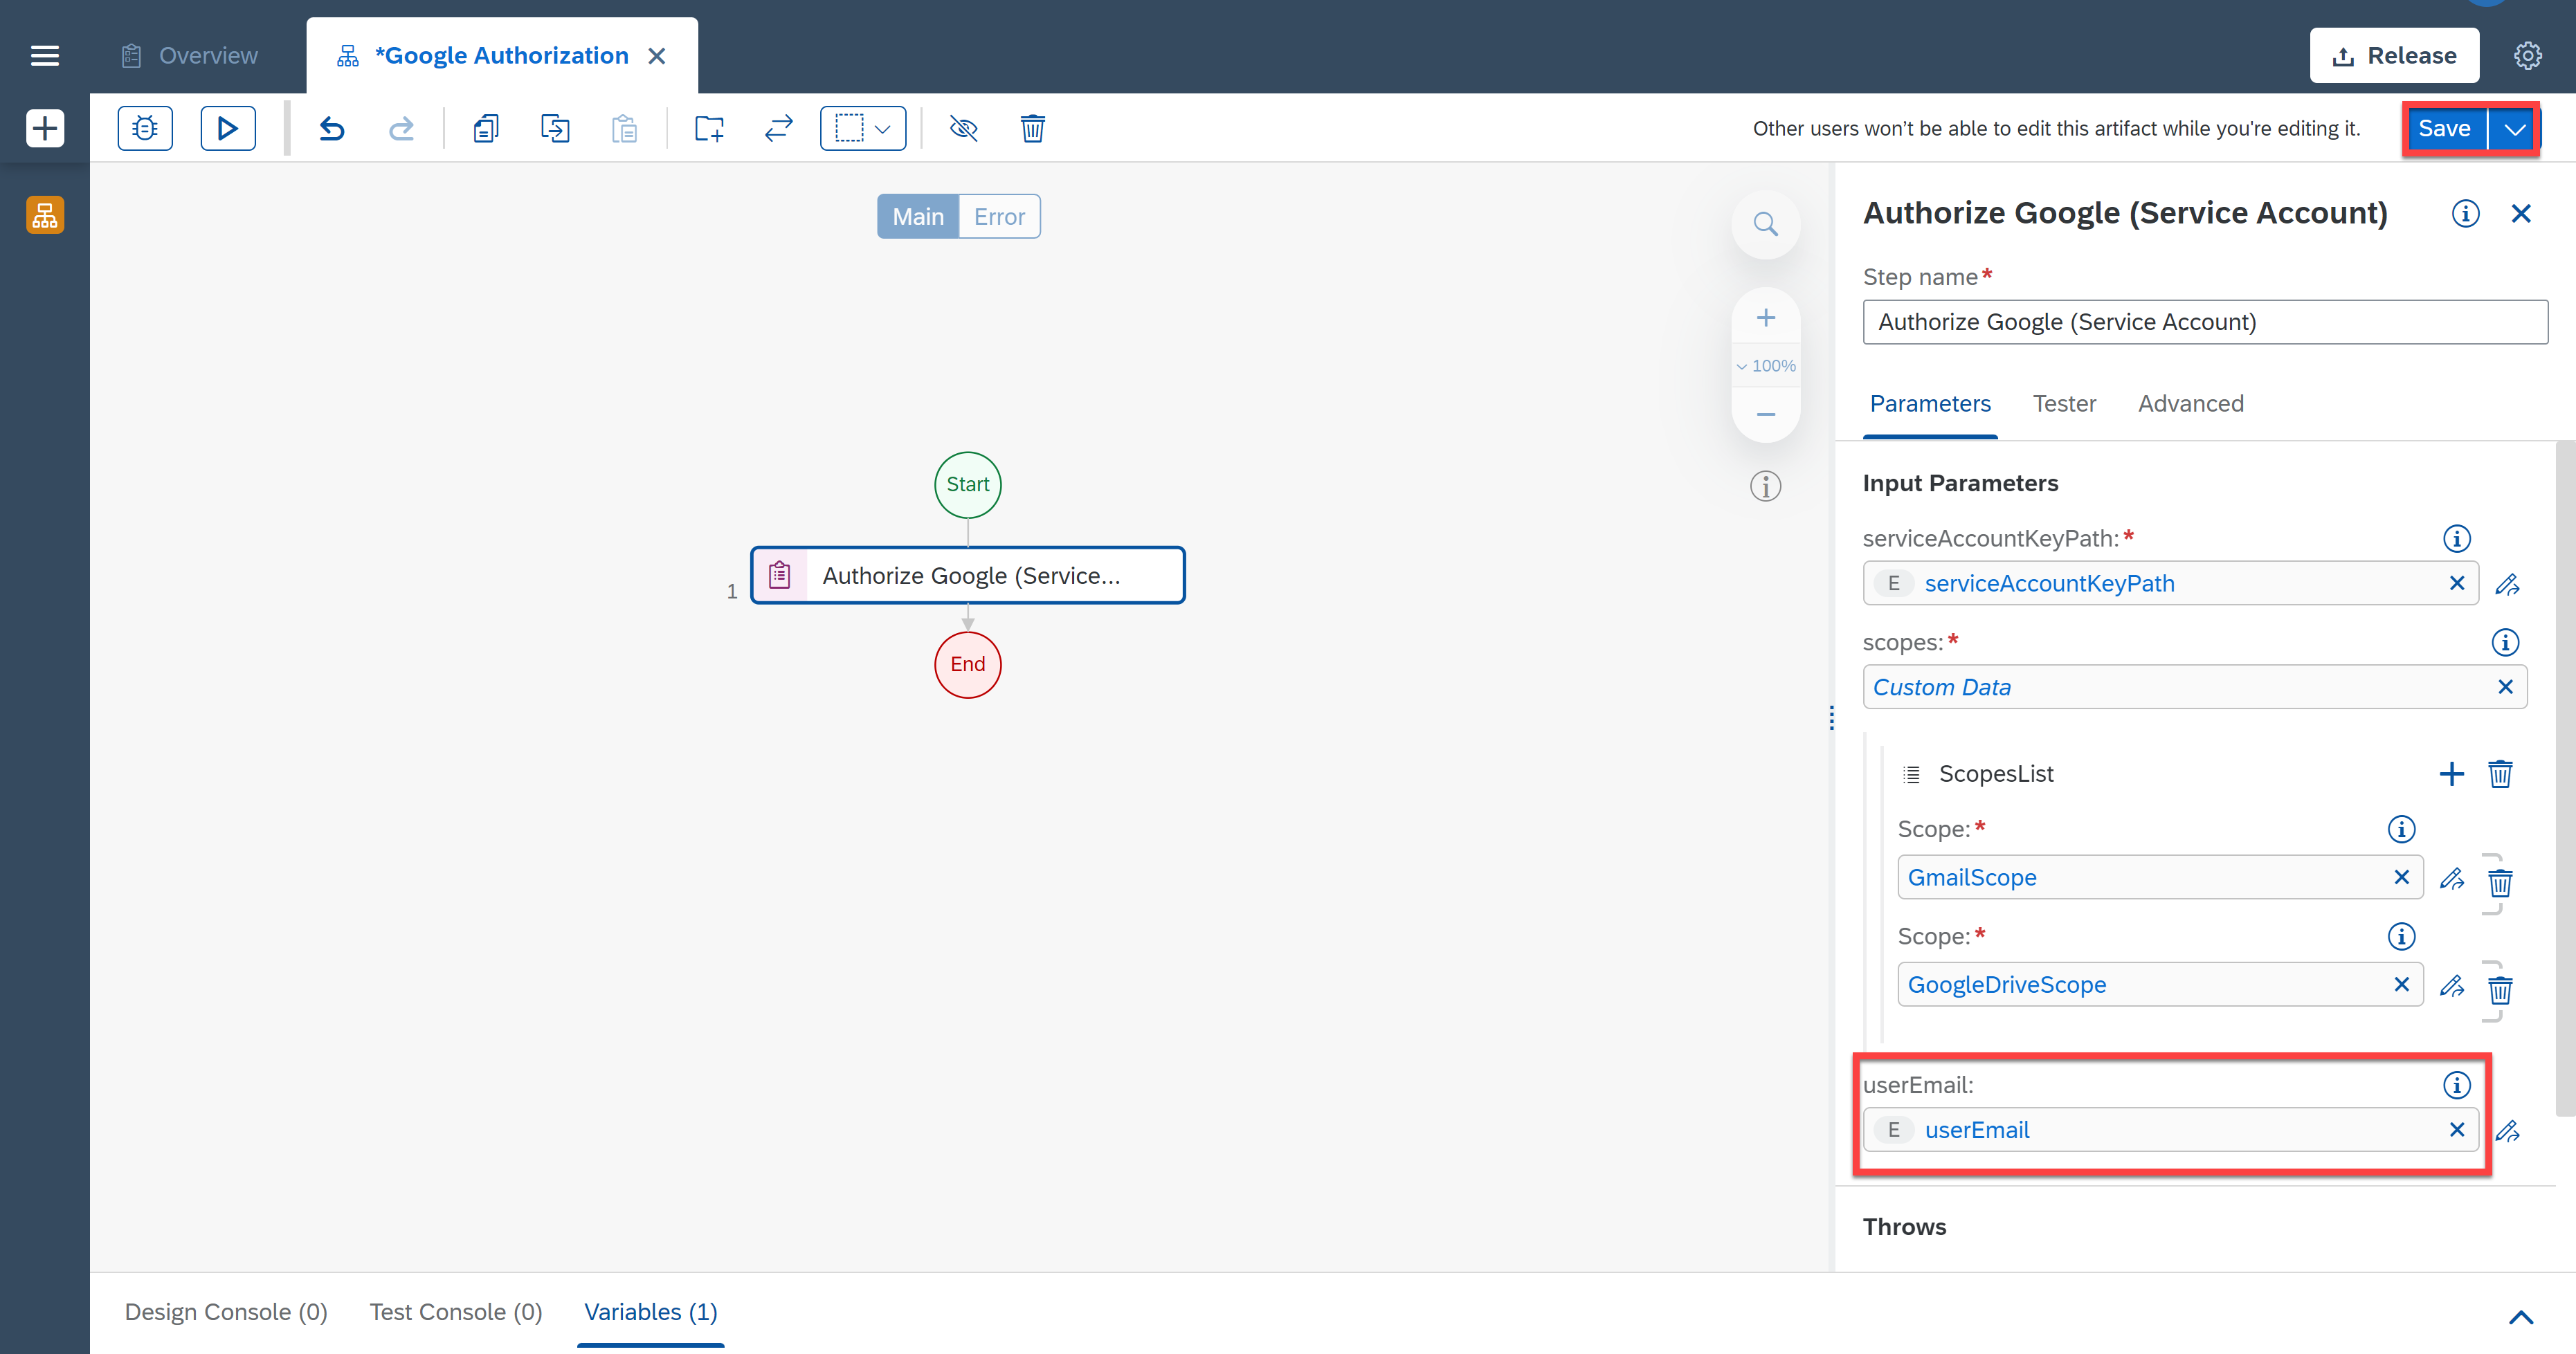 Overview
*Google Authorization
Release
Other users won't be able to edit this artifact while you're editing it.
Save
Main
Error
100%
Start
1
Authorize Google (Service...
End
Authorize Google (Service Account)
Step name*
Authorize Google (Service Account)
Parameters
Tester
Advanced
Input Parameters
serviceAccountKeyPath:*
E serviceAccountKeyPath
scopes:*
Custom Data
ScopesList
Scope:*
GmailScope
Scope:*
GoogleDriveScope
userEmail:
E userEmail
Throws
Design Console (0)
Test Console (0)
Variables (1)